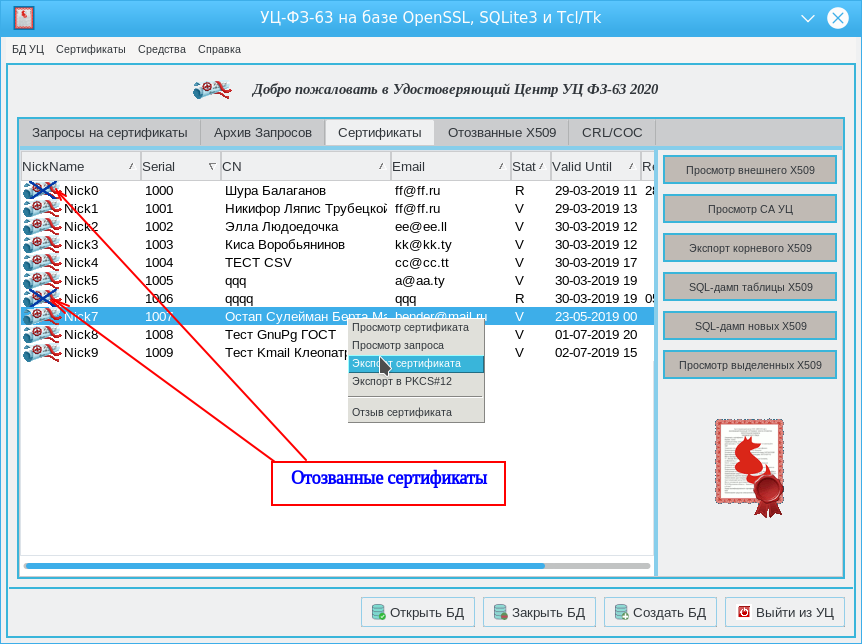 УЦ-ФЗ-63 на базе OpenSSL, SQLite3 и Tcl/Tk
БД УЦ Сертификаты Средства Справка
Добро пожаловать в Удостоверяющий Центр УЦ ФЗ-63 2020
Запросы на сертификаты Архив Запросов Сертификаты Отозванные X509 CRL/СОС
NickName Serial CN Email Stat Valid Until Re
Nick0 1000 Шура Балаганов ff@ff.ru R 29-03-2019 11 28
Nick1 1001 Никифор Ляпис Трубецкой ff@ff.ru V 29-03-2019 13
Nick2 1002 Элла Людоедочка ee@ee.ll V 30-03-2019 12
Nick3 1003 Киса Воробьянинов kk@kk.ty V 30-03-2019 12
Nick4 1004 ТЕСТ CSV cc@cc.tt V 30-03-2019 17
Nick5 1005 qqq a@aa.ty V 30-03-2019 19
Nick6 1006 qqqq qqq R 30-03-2019 19 05
Nick7 1007 Остап Сулейман Берта Ма bender@mail.ru V 23-05-2019 00
Nick8 1008 Тест GnuPg ГОСТ V 01-07-2019 20
Nick9 1009 Тест Kmail Клеопатр V 02-07-2019 15
Просмотр сертификата
Просмотр запроса
Экспорт сертификата
Экспорт в PKCS#12
Отзыв сертификата
Отозванные сертификаты
Просмотр внешнего X509
Просмотр СА УЦ
Экспорт корневого X509
SQL-дамп таблицы X509
SQL-дамп новых X509
Просмотр выделенных X509
Открыть БД Закрыть БД Создать БД Выйти из УЦ